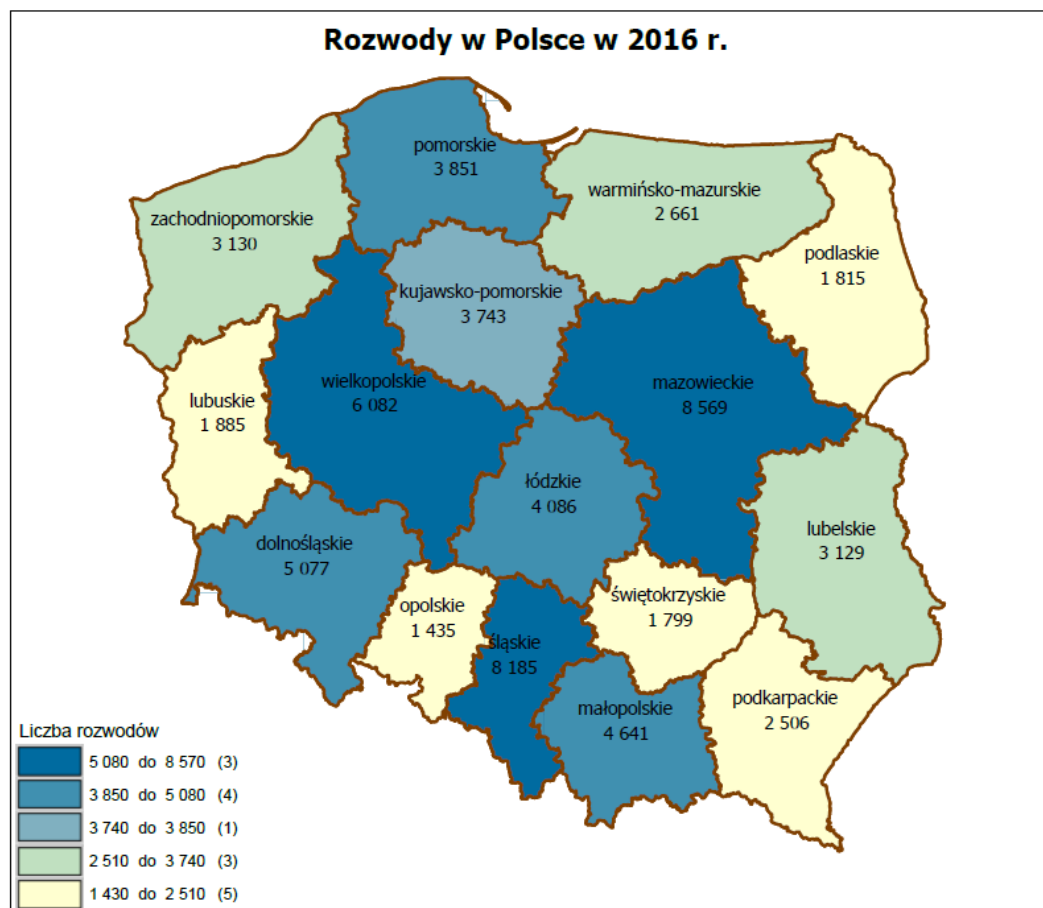 Rozwody w Polsce w 2016 r.
pomorskie
3 851
warmińsko-mazurskie
2 661
zachodniopomorskie
3 130
podlaskie
1 815
kujawsko-pomorskie
3 743
wielkopolskie
6 082
mazowieckie
8 569
lubuskie
1 885
łódzkie
4 086
lubelskie
3 129
dolnośląskie
5 077
opolskie
1 435
świętokrzyskie
1 799
śląskie
8 185
małopolskie
4 641
podkarpackie
2 506
Liczba rozwodów
5 080 do 8 570 (3)
3 850 do 5 080 (4)
3 740 do 3 850 (1)
2 510 do 3 740 (3)
1 430 do 2 510 (5)